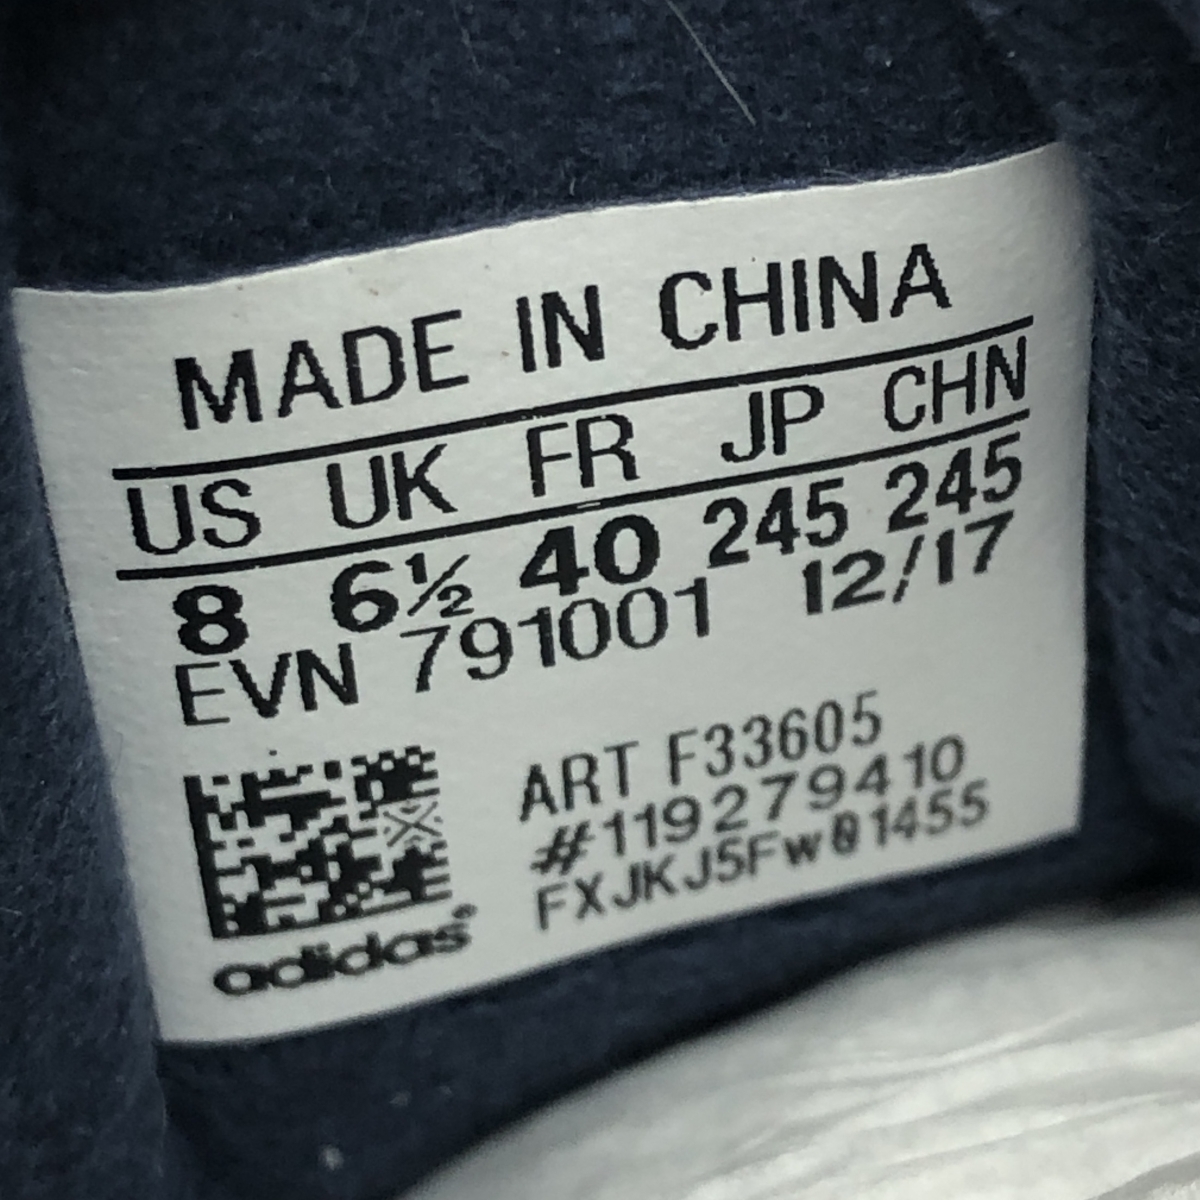 MADE IN CHINA
US UK FR JP CHN
8 6½ 40 245 245
EVN 791001 12/17
ART F33605
#119279410
FXJKJ5Fw01455
adidas®